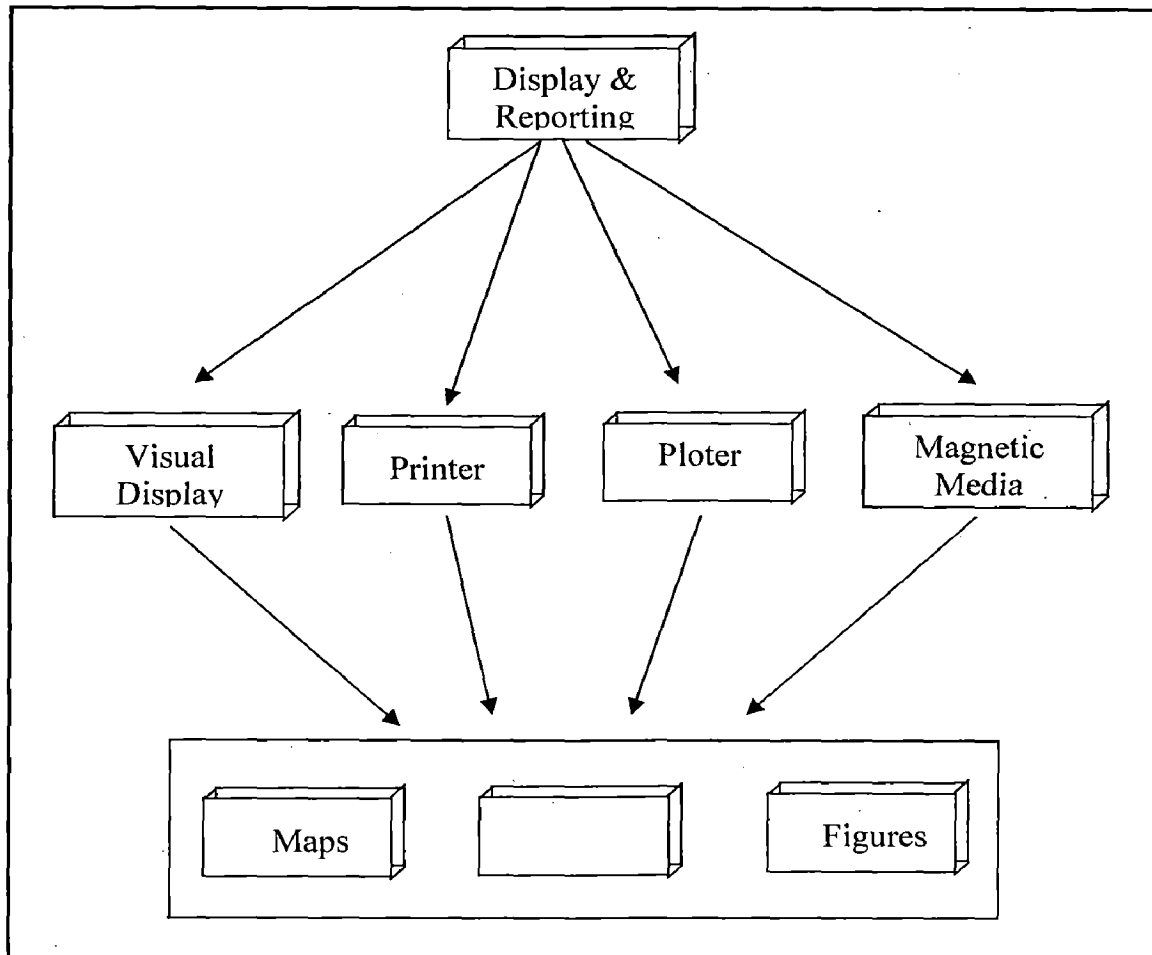 Display &
Reporting
Visual
Display
Printer
Ploter
Magnetic
Media
Maps
Figures